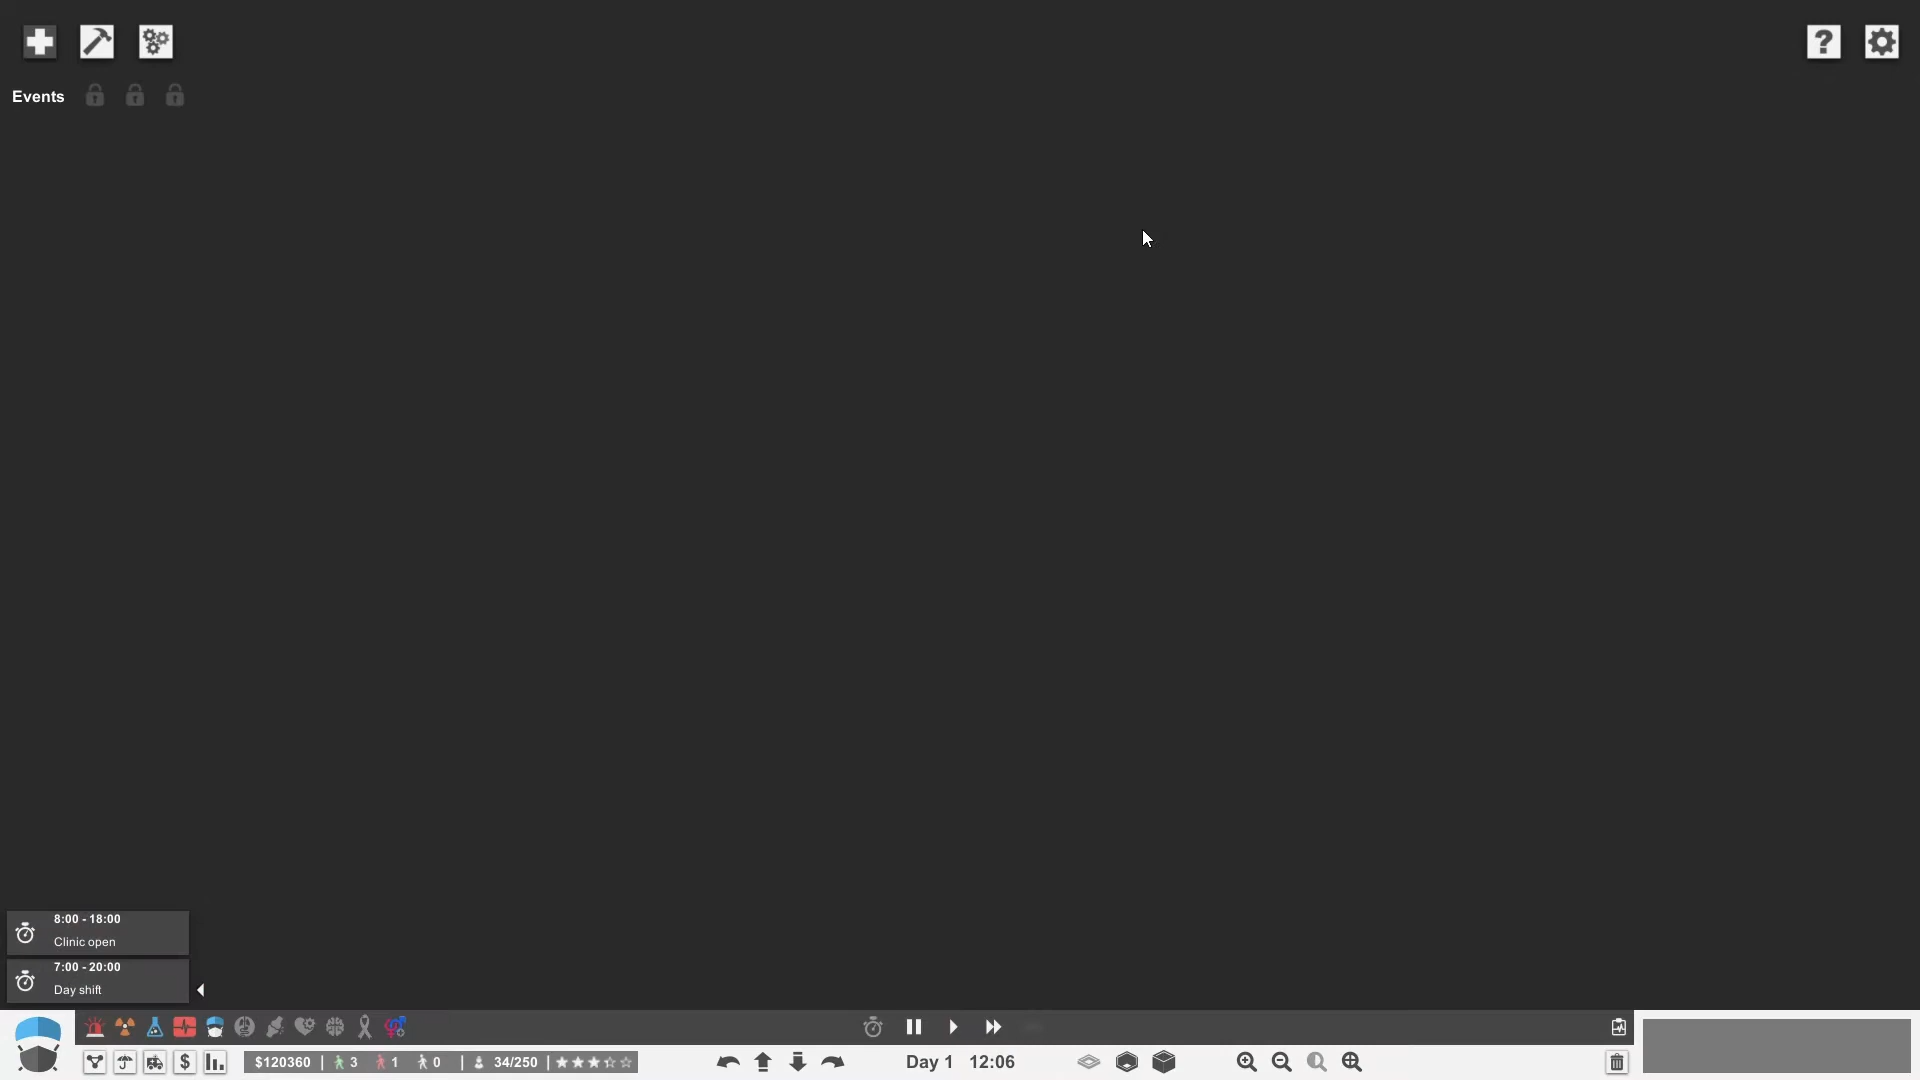 Events
8:00 - 18:00
Clinic open
7:00 - 20:00
Day shift
$120360 | 3 1 0 | 34/250 |
Day 1 12:06